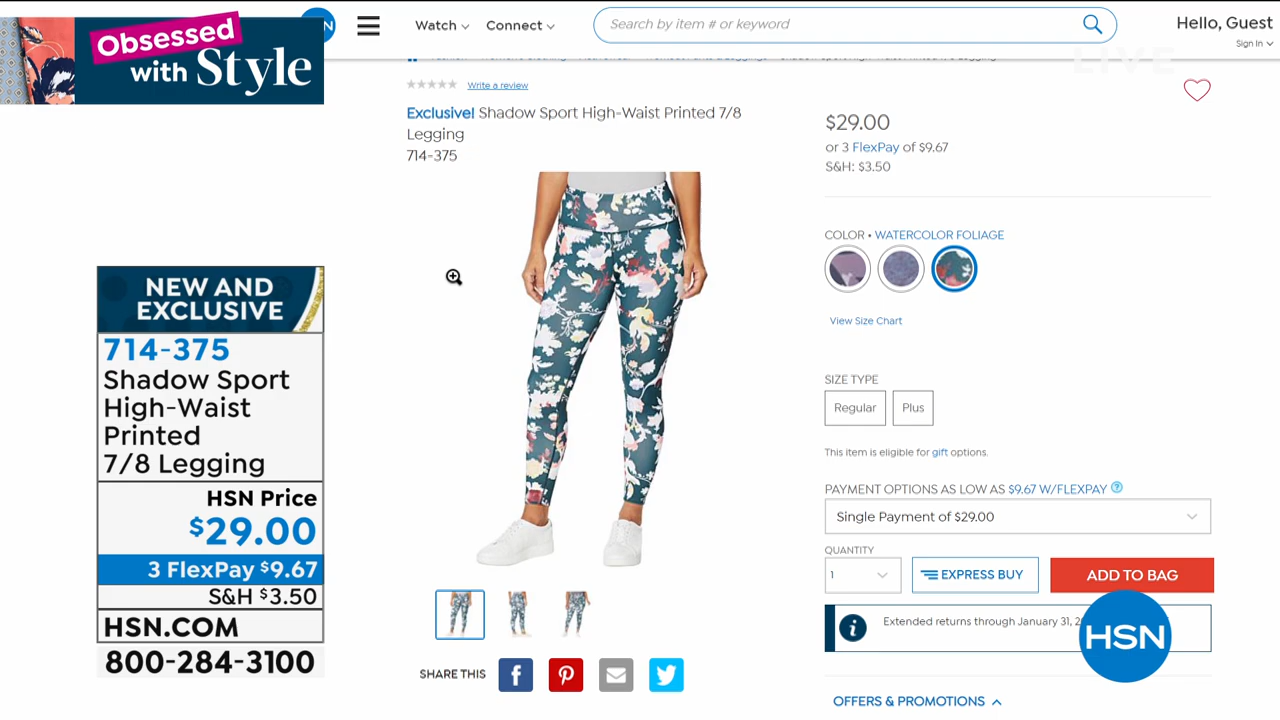 Obsessed
with Style
Watch
Connect
Search by item # or keyword
Hello, Guest
Sign In
LIVE
Write a review
Exclusive! Shadow Sport High-Waist Printed 7/8
Legging
714-375
$29.00
or 3 FlexPay of $9.67
S&H: $3.50
COLOR • WATERCOLOR FOLIAGE
View Size Chart
SIZE TYPE
Regular
Plus
This item is eligible for gift options.
PAYMENT OPTIONS AS LOW AS $9.67 W/FLEXPAY ?
Single Payment of $29.00
QUANTITY
1
EXPRESS BUY
ADD TO BAG
i
Extended returns through January 31,
HSN
OFFERS & PROMOTIONS
SHARE THIS
NEW AND
EXCLUSIVE
714-375
Shadow Sport
High-Waist
Printed
7/8 Legging
HSN Price
$29.00
3 FlexPay $9.67
S&H $3.50
HSN.COM
800-284-3100